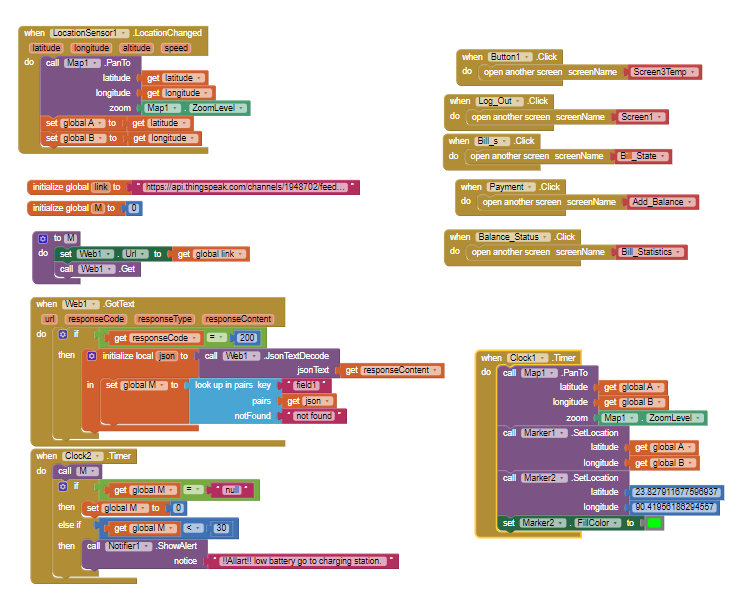 when LocationSensor1 .LocationChanged
latitude longitude altitude speed
do call Map1 .PanTo
latitude get latitude
longitude get longitude
zoom Map1 . ZoomLevel
set global A to get latitude
set global B to get longitude
initialize global link to " https://api.thingspeak.com/channels/1948702/feed... "
initialize global M to 0
to M
do set Web1 . Url to get global link
call Web1 .Get
when Web1 .GotText
url responseCode responseType responseContent
do if get responseCode = 200
then initialize local json to call Web1 .JsonTextDecode
jsonText get responseContent
in set global M to look up in pairs key " field1 "
pairs get json
notFound " not found "
when Clock2 .Timer
do call M
if get global M = " null "
then set global M to 0
else if get global M < 30
then call Notifier1 .ShowAlert
notice " !!Allart!! low battery go to charging station. "
when Button1 .Click
do open another screen screenName Screen3Temp
when Log_Out .Click
do open another screen screenName Screen1
when Bill_s .Click
do open another screen screenName Bill_State
when Payment .Click
do open another screen screenName Add_Balance
when Balance_Status .Click
do open another screen screenName Bill_Statistics
when Clock1 .Timer
do call Map1 .PanTo
latitude get global A
longitude get global B
zoom Map1 . ZoomLevel
call Marker1 .SetLocation
latitude get global A
longitude get global B
call Marker2 .SetLocation
latitude 23.827911677596937
longitude 90.41956186294557
set Marker2 . FillColor to